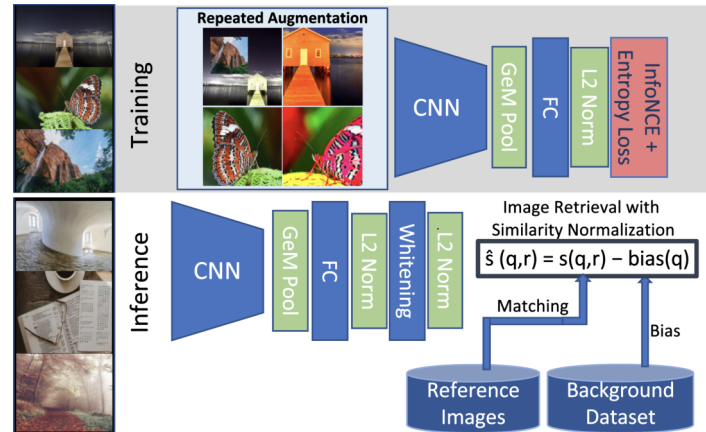 Training
Repeated Augmentation
CNN
GeM Pool
FC
L2 Norm
InfoNCE +
Entropy Loss
Inference
CNN
GeM Pool
FC
L2 Norm
Whitening
L2 Norm
Image Retrieval with
Similarity Normalization
ŝ (q,r) = s(q,r) – bias(q)
Matching
Bias
Reference
Images
Background
Dataset